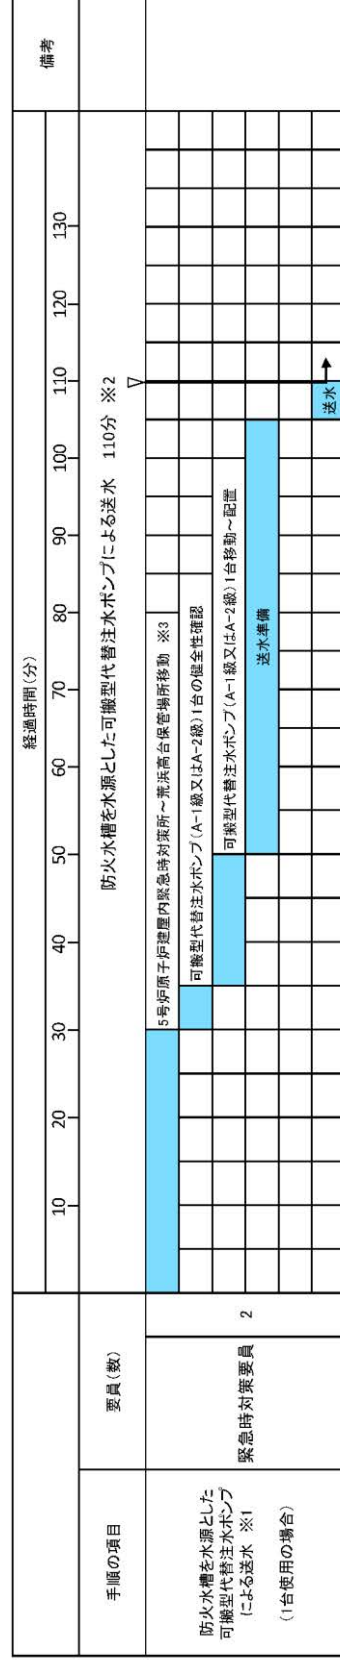 手順の項目
要員(数)
経過時間(分)
備考
10 20 30 40 50 60 70 80 90 100 110 120 130
防火水槽を水源とした可搬型代替注水ポンプによる送水 110分 ※2
防火水槽を水源とした
可搬型代替注水ポンプ
による送水 ※1
(1台使用の場合)
緊急時対策要員
2
5号炉原子炉建屋内緊急時対策所~荒浜高台保管場所移動 ※3
可搬型代替注水ポンプ(A-1級又はA-2級)1台の健全性確認
可搬型代替注水ポンプ(A-1級又はA-2級)1台移動~配置
送水準備
送水